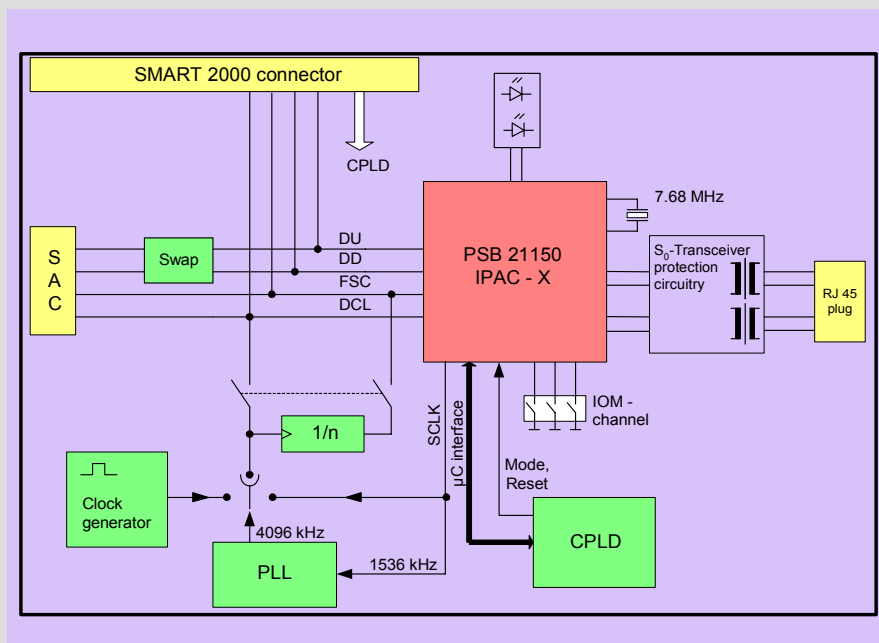 SMART 2000 connector
CPLD
7.68 MHz
S
A
C
Swap
DU
DD
FSC
DCL
PSB 21150
IPAC - X
S₀-Transceiver
protection
circuitry
RJ 45
plug
IOM -
channel
1/n
SCLK
µC interface
Mode,
Reset
Clock
generator
4096 kHz
PLL
1536 kHz
CPLD